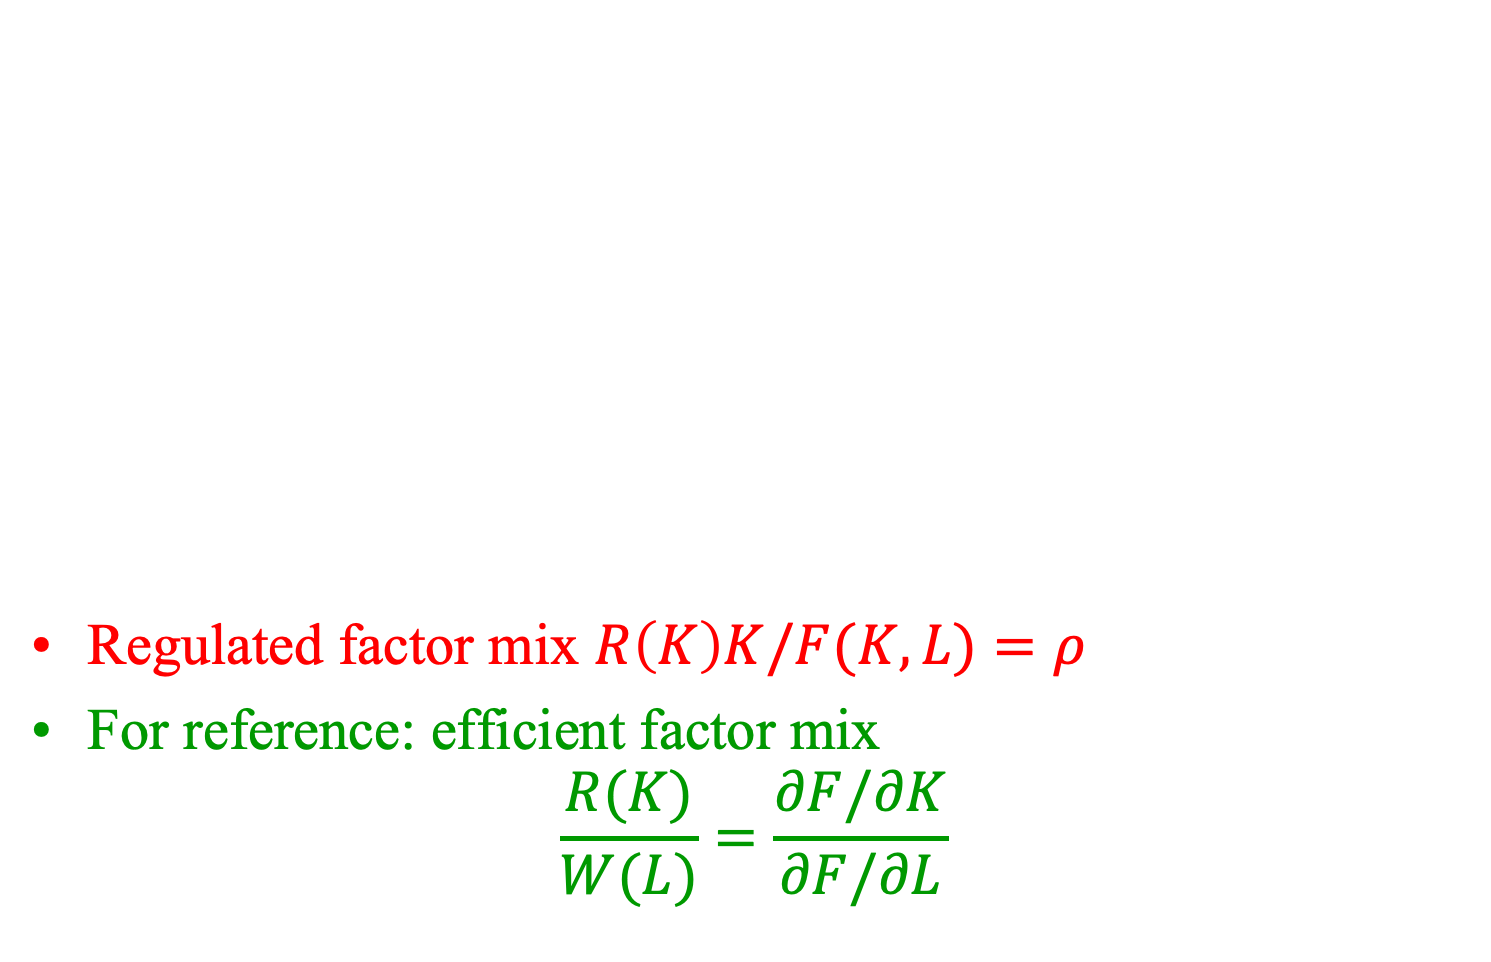 • Regulated factor mix R(K)K/F(K, L) = ρ
• For reference: efficient factor mix
R(K)/W(L) = ∂F/∂K / ∂F/∂L